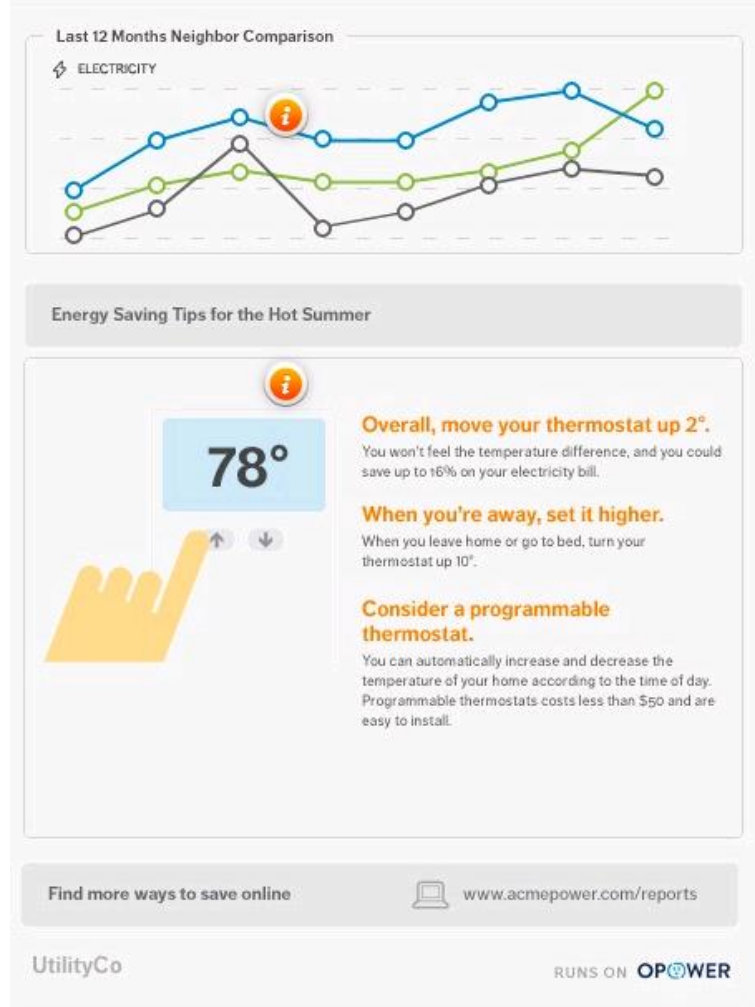 Last 12 Months Neighbor Comparison
ELECTRICITY
i
Energy Saving Tips for the Hot Summer
i
78°
Overall, move your thermostat up 2°.
You won't feel the temperature difference, and you could
save up to 16% on your electricity bill.
When you're away, set it higher.
When you leave home or go to bed, turn your
thermostat up 10°.
Consider a programmable
thermostat.
You can automatically increase and decrease the
temperature of your home according to the time of day.
Programmable thermostats costs less than $50 and are
easy to install.
Find more ways to save online
www.acmepower.com/reports
UtilityCo
RUNS ON OPOWER